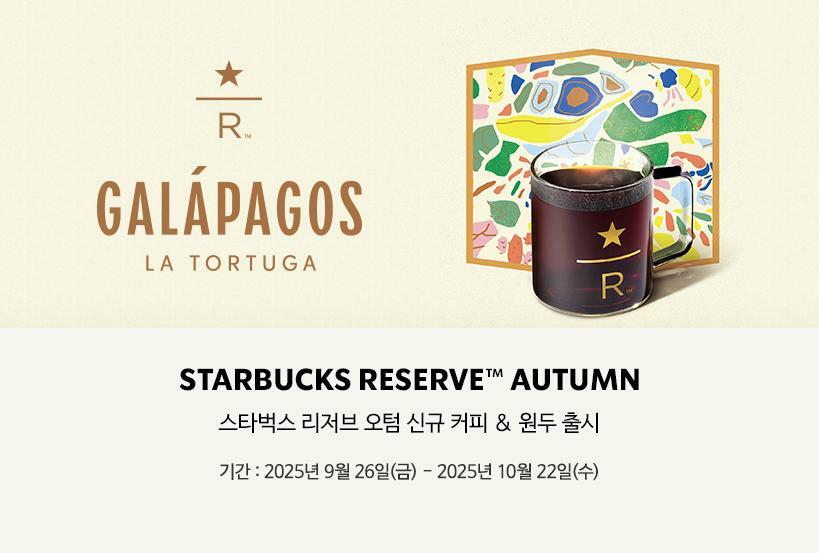 R™
GALÁPAGOS
LA TORTUGA
R
STARBUCKS RESERVE™ AUTUMN
스타벅스 리저브 오텀 신규 커피 & 원두 출시
기간 : 2025년 9월 26일(금) - 2025년 10월 22일(수)